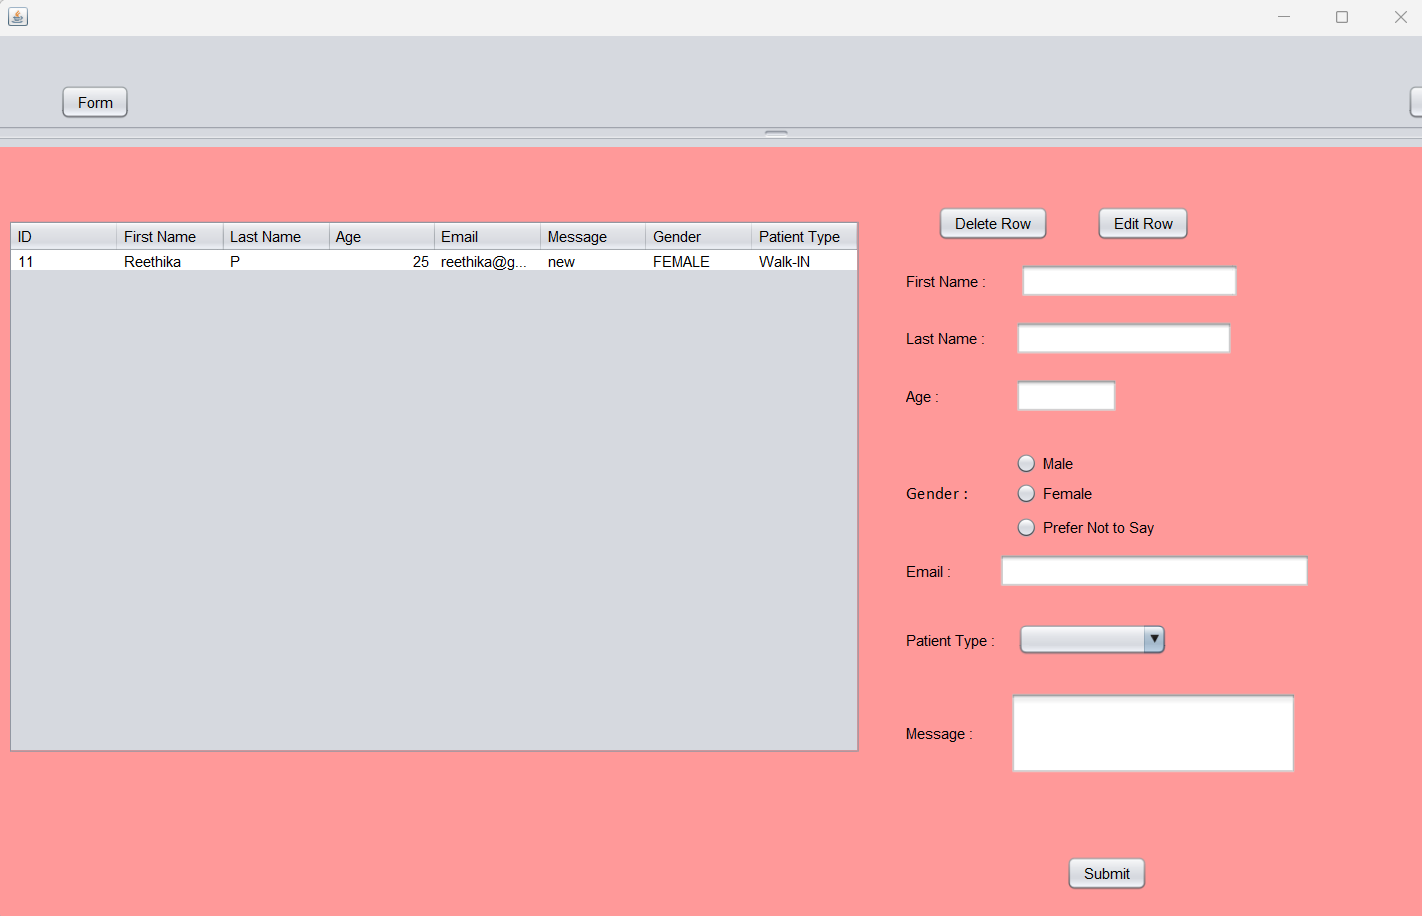 Form
ID First Name Last Name Age Email Message Gender Patient Type
11 Reethika P 25 reethika@g... new FEMALE Walk-IN
Delete Row Edit Row
First Name :
Last Name :
Age :
Gender :
Male
Female
Prefer Not to Say
Email :
Patient Type :
Message :
Submit